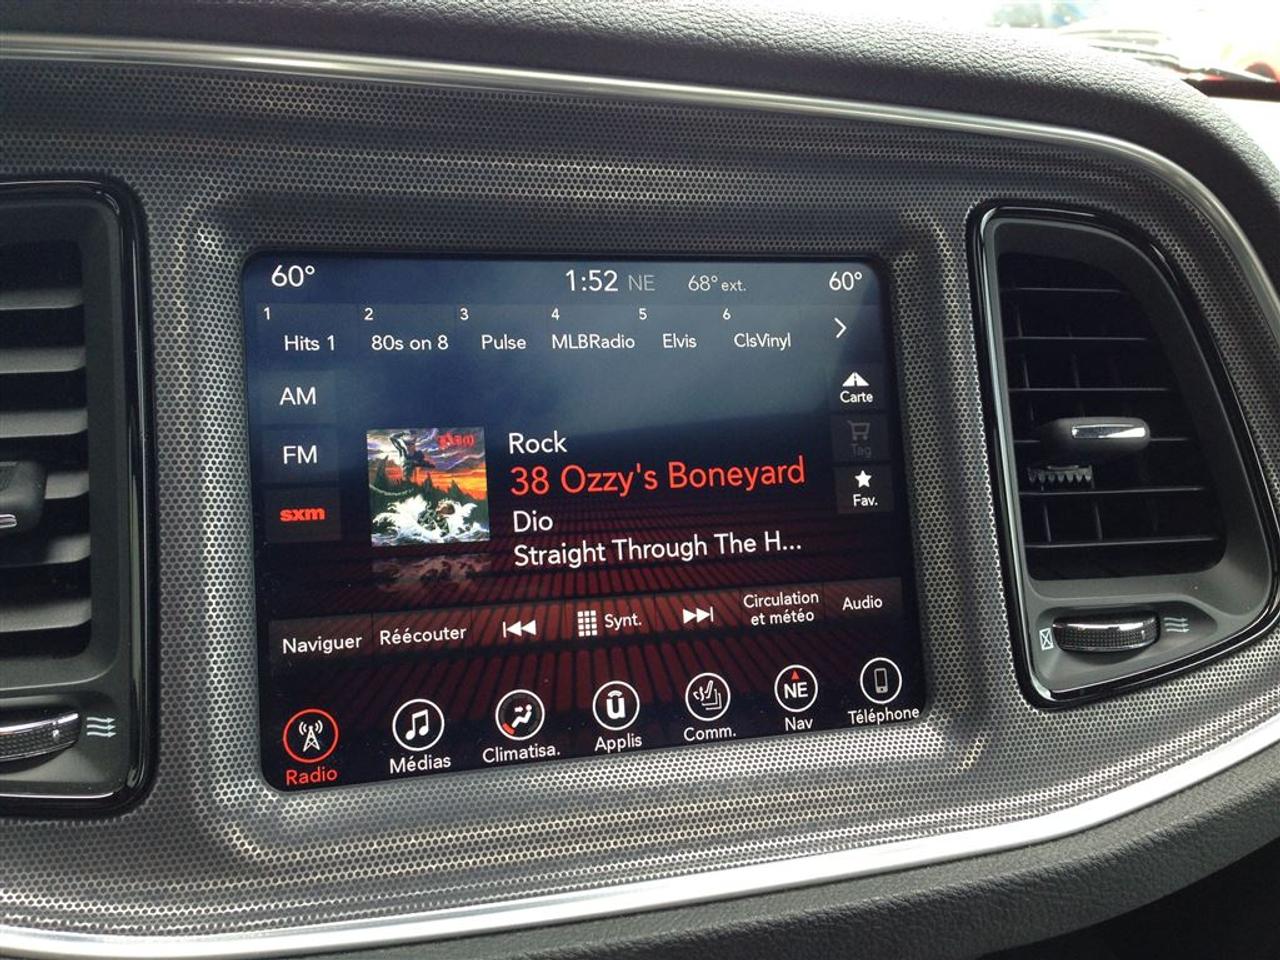 60° 1:52 NE 68° ext. 60°
1 Hits 1
2 80s on 8
3 Pulse
4 MLBRadio
5 Elvis
6 ClsVinyl
AM
FM
sxm
Dio
Rock
38 Ozzy's Boneyard
Dio
Straight Through The H...
Carte
Tag
Fav.
Naviguer
Réécouter
Synt.
Circulation
et météo
Audio
Radio
Médias
Climatisa.
Applis
Comm.
NE
Nav
Téléphone